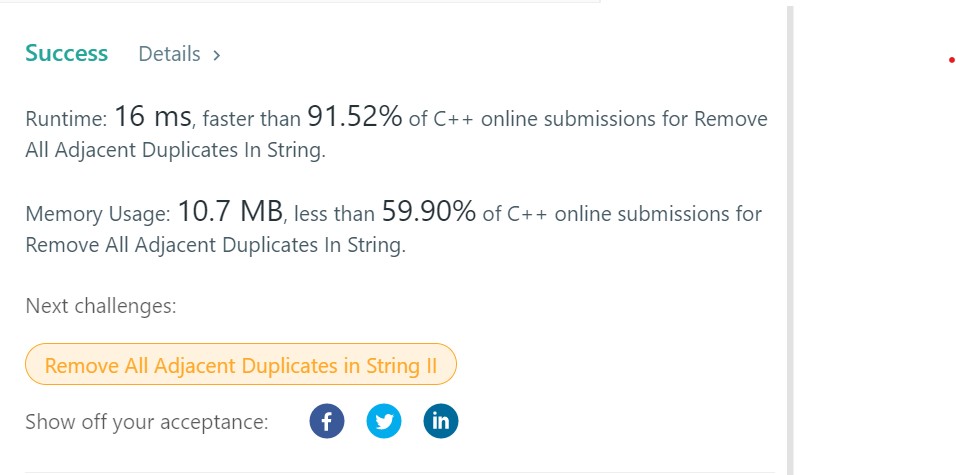 Success Details >
Runtime: 16 ms, faster than 91.52% of C++ online submissions for Remove
All Adjacent Duplicates In String.
Memory Usage: 10.7 MB, less than 59.90% of C++ online submissions for
Remove All Adjacent Duplicates In String.
Next challenges:
Remove All Adjacent Duplicates in String II
Show off your acceptance: f in